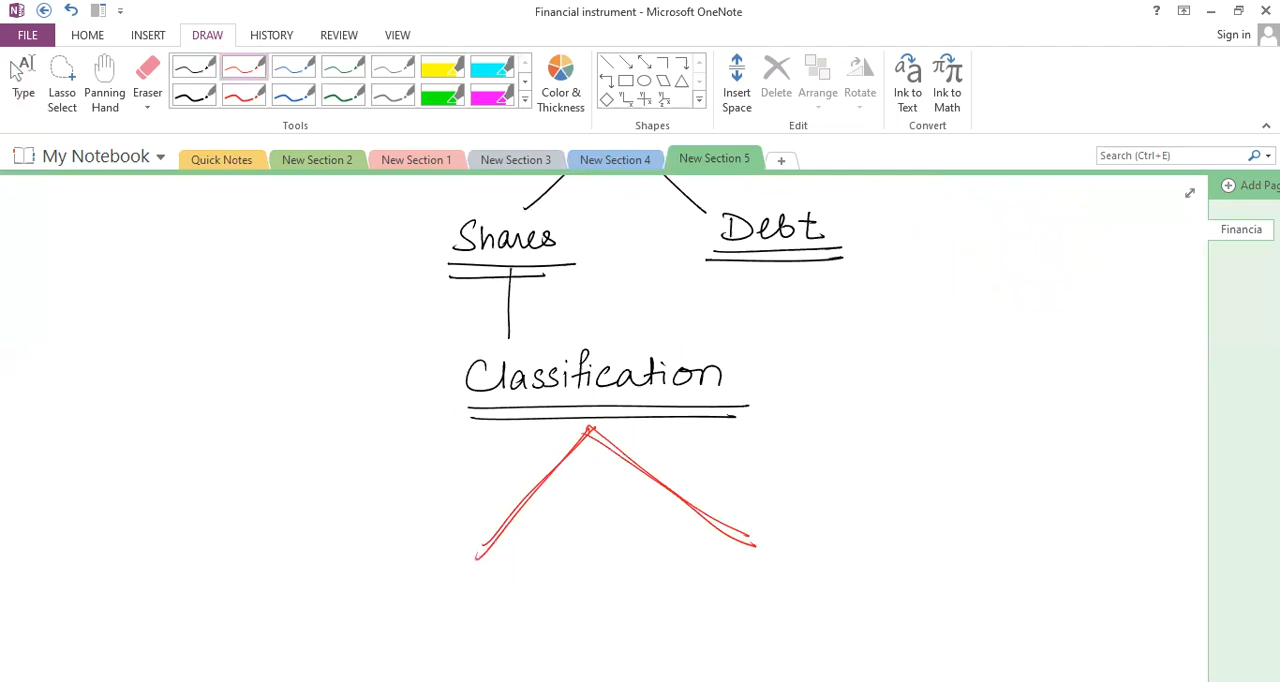 Financial instrument - Microsoft OneNote
?
FILE HOME INSERT DRAW HISTORY REVIEW VIEW
Sign in
Type
Lasso Select
Panning Hand
Eraser
Color & Thickness
Insert Space
Delete
Arrange
Rotate
Ink to Text
Ink to Math
Tools
Shapes
Edit
Convert
My Notebook
Quick Notes
New Section 2
New Section 1
New Section 3
New Section 4
New Section 5
Search (Ctrl+E)
Add Pag
Financia
Shares
Debt
Classification